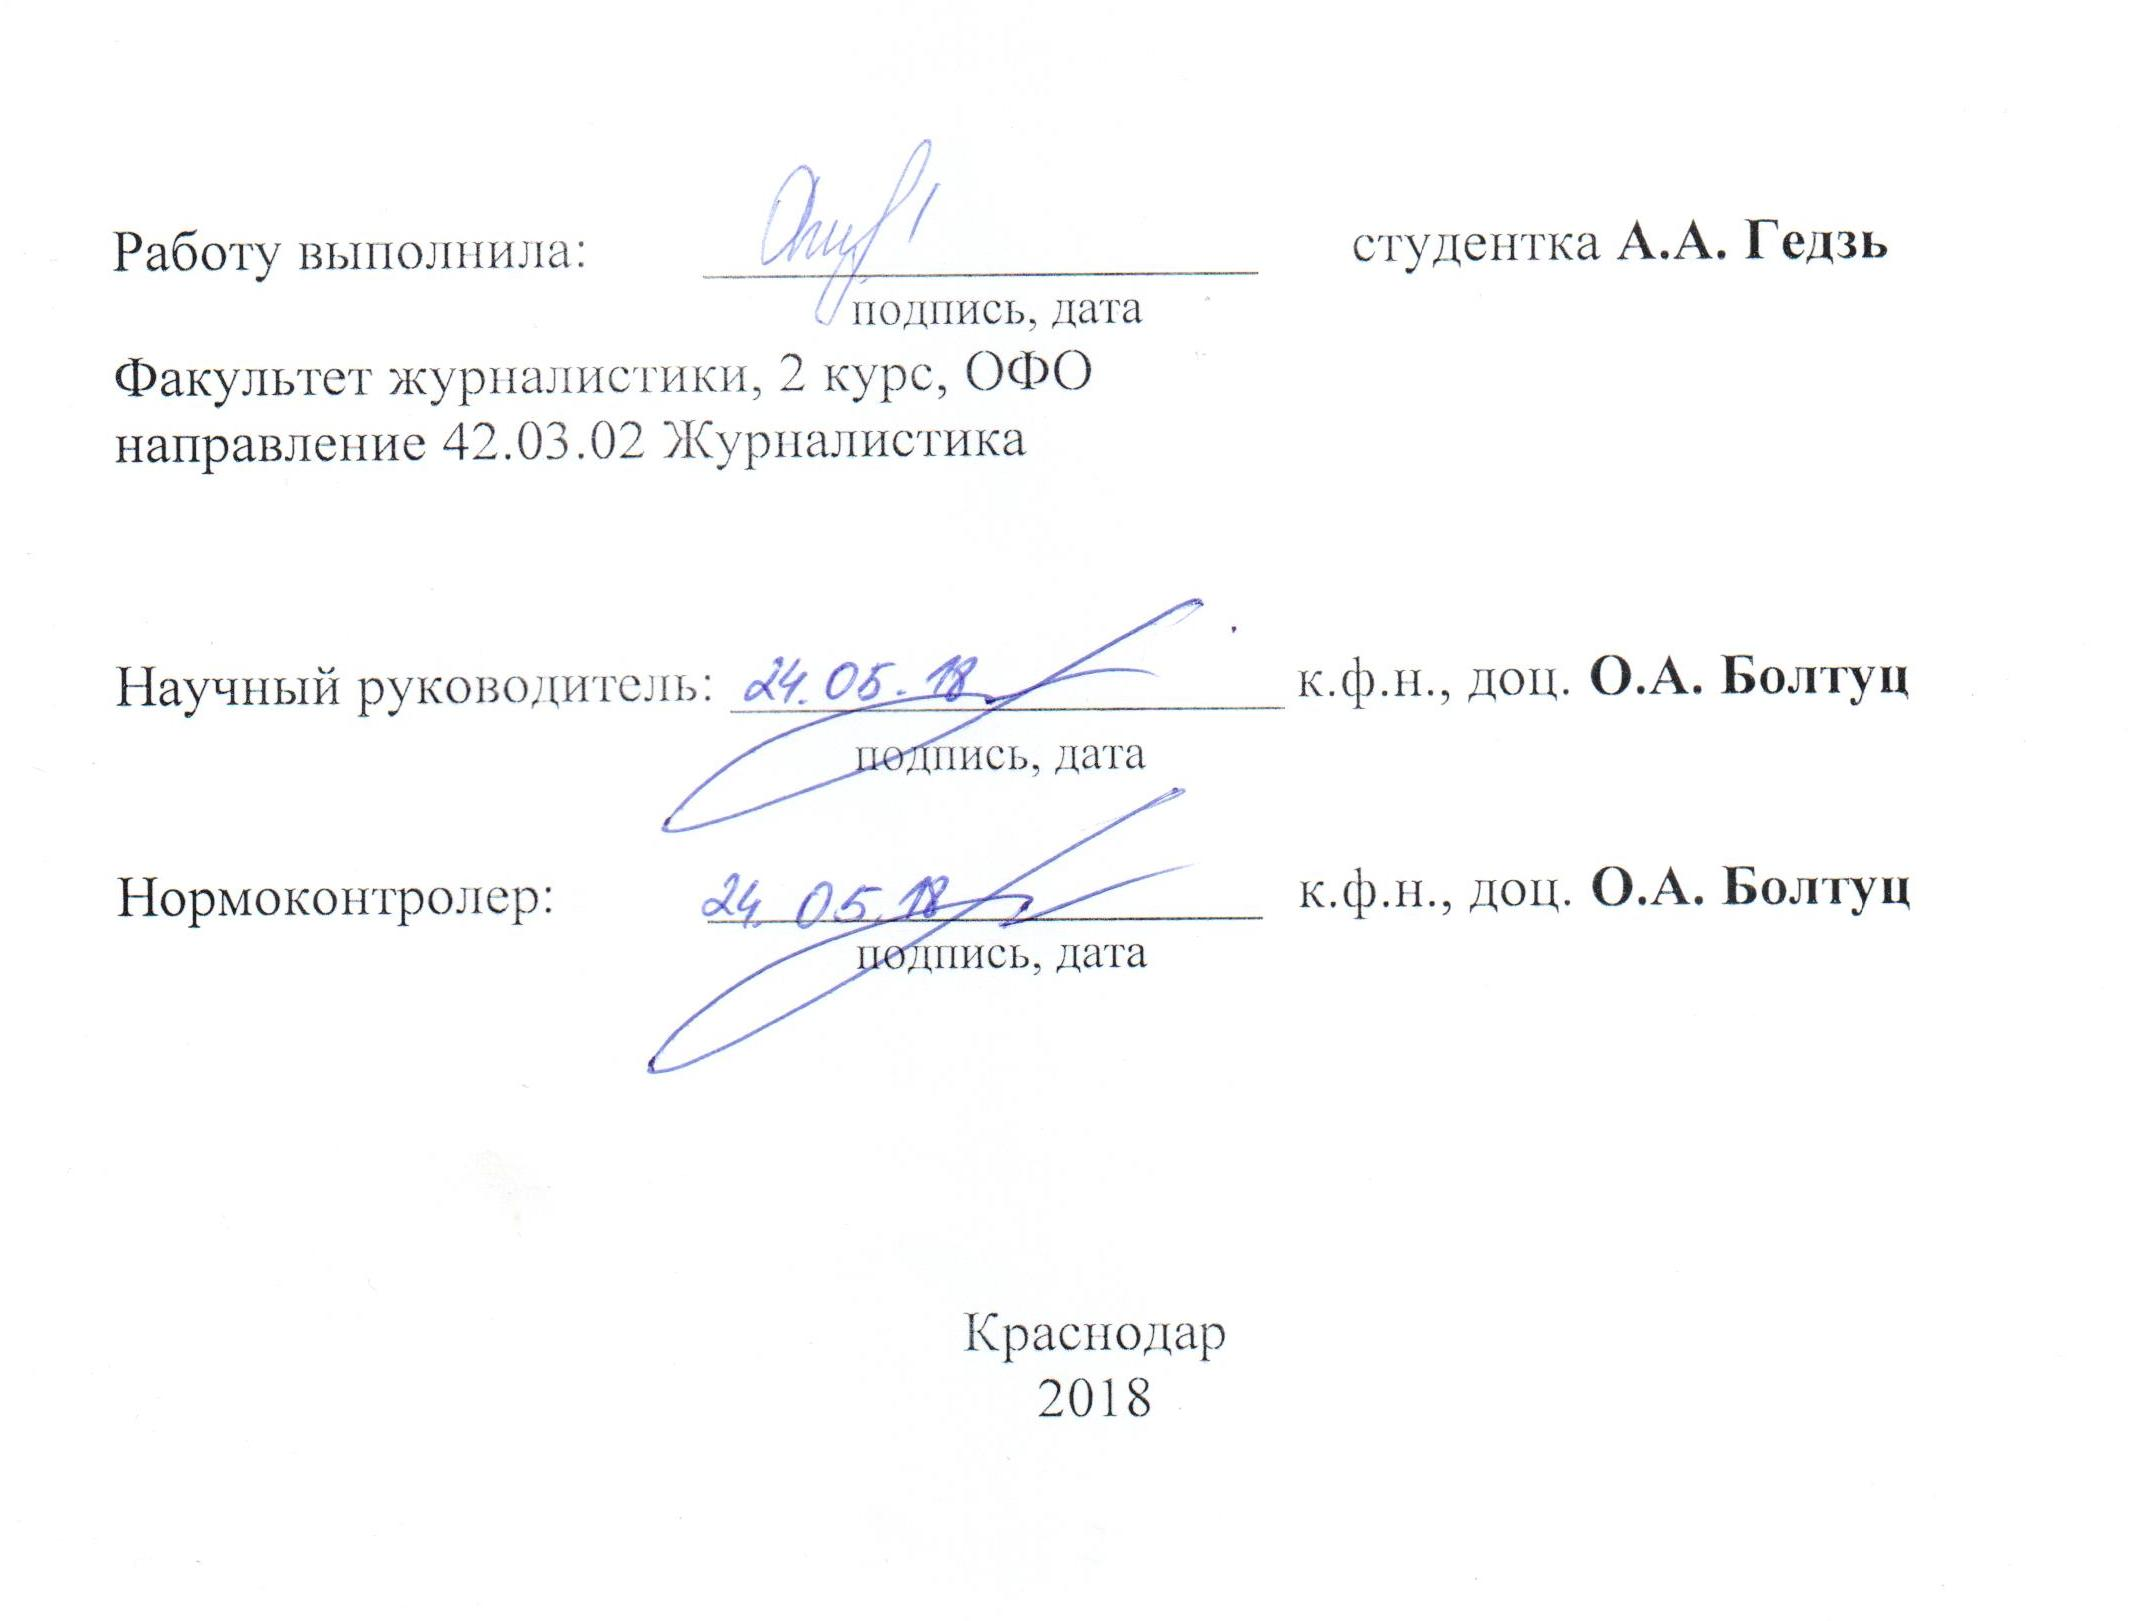 Работу выполнила: студентка А.А. Гедзь
подпись, дата
Факультет журналистики, 2 курс, ОФО
направление 42.03.02 Журналистика
Научный руководитель: 24.05.18 к.ф.н., доц. О.А. Болтуц
подпись, дата
Нормоконтролер: 24.05.18 к.ф.н., доц. О.А. Болтуц
подпись, дата
Краснодар
2018